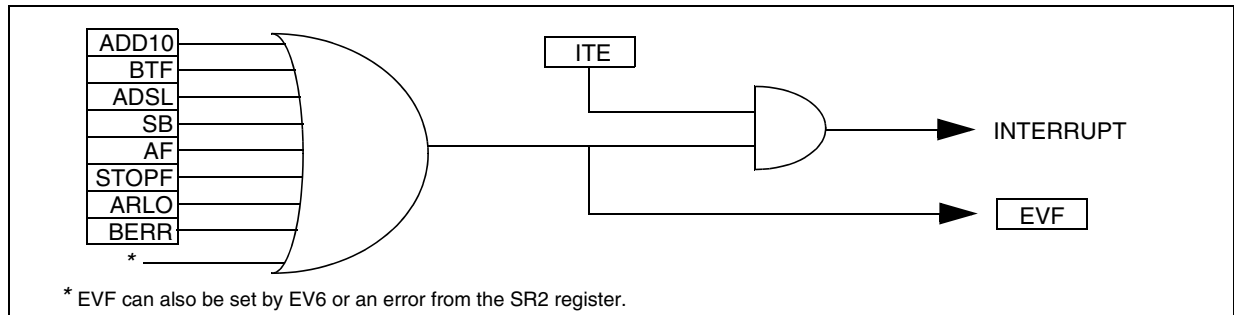 ADD10
BTF
ADSL
SB
AF
STOPF
ARLO
BERR
*
ITE
INTERRUPT
EVF
* EVF can also be set by EV6 or an error from the SR2 register.